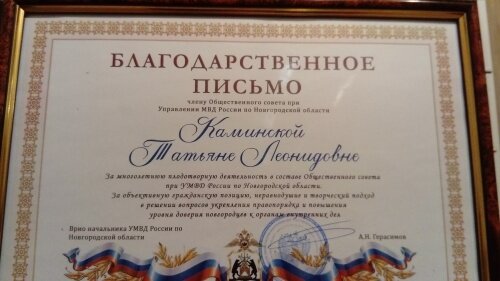 БЛАГОДАРСТВЕННОЕ
ПИСЬМО
члену Общественного совета при
Управлении МВД России по Новгородской области
Каминской
Татьяне Леонидовне
За многолетнюю плодотворную деятельность в составе Общественного совета
при УМВД России по Новгородской области.
За объективную гражданскую позицию, неравнодушие и творческий подход
в решении вопросов укрепления правопорядка и повышения
уровня доверия новгородцев к органам внутренних дел
Врио начальника УМВД России по
Новгородской области
А.Н. Герасимов